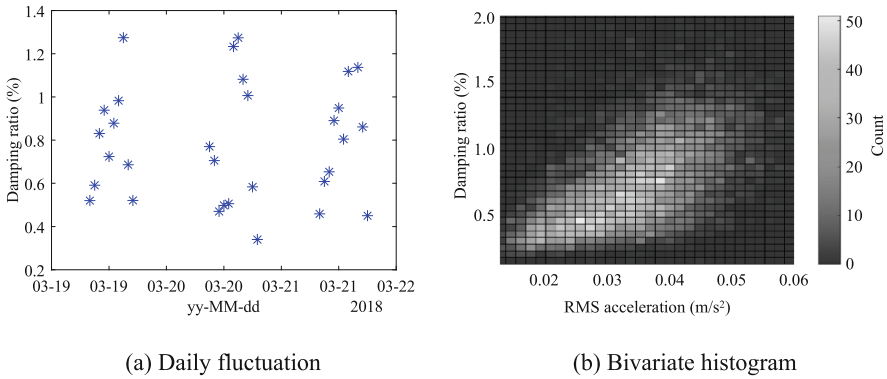 1.4
1.2
1
0.8
0.6
0.4
0.2
Damping ratio (%)
03-19 03-19 03-20 03-20 03-21 03-21 03-22
yy-MM-dd 2018
(a) Daily fluctuation
2.0
1.5
1.0
0.5
Damping ratio (%)
0.02 0.03 0.04 0.05 0.06
RMS acceleration (m/s²)
50
40
30
20
10
0
Count
(b) Bivariate histogram